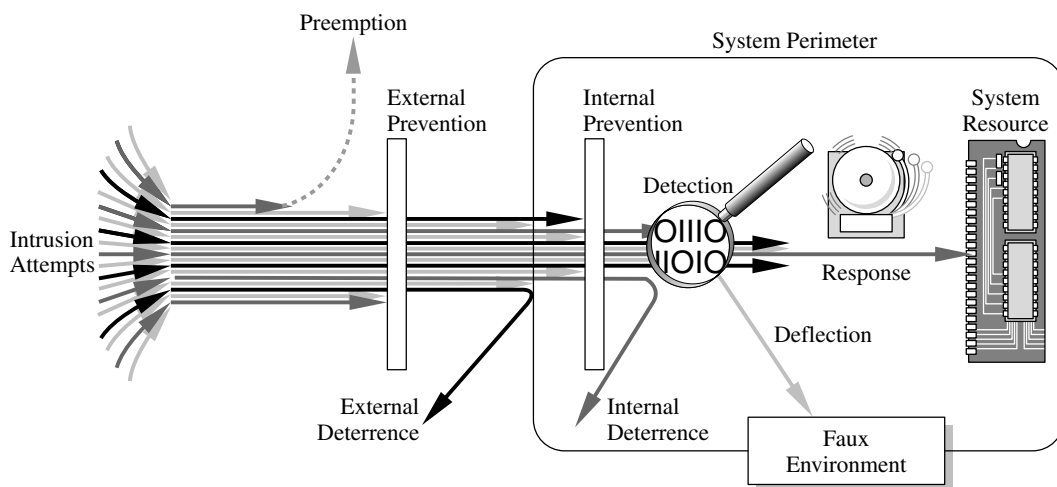 Preemption
System Perimeter
External
Prevention
Internal
Prevention
System
Resource
Detection
OIIIO
IIOIO
Intrusion
Attempts
Response
Deflection
External
Deterrence
Internal
Deterrence
Faux
Environment